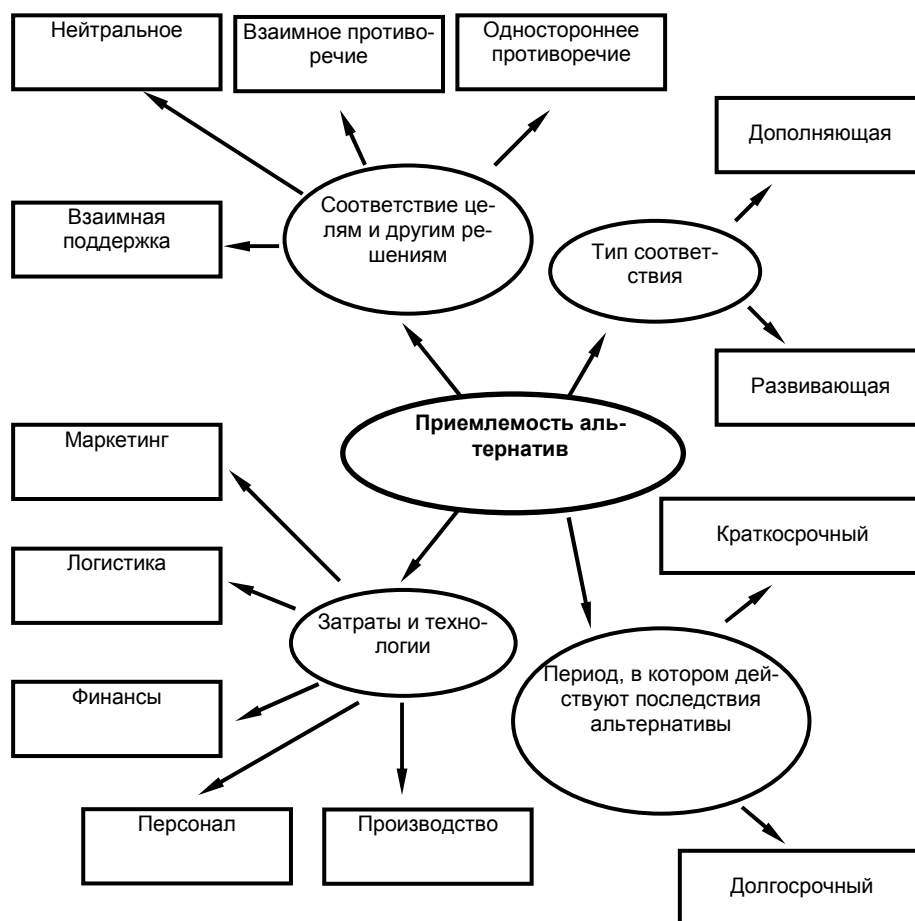 Нейтральное
Взаимное противо-
речие
Одностороннее
противоречие
Дополняющая
Взаимная
поддержка
Соответствие це-
лям и другим ре-
шениям
Тип соответ-
ствия
Развивающая
Приемлемость аль-
тернатив
Маркетинг
Краткосрочный
Логистика
Затраты и техно-
логии
Период, в котором дей-
ствуют последствия
альтернативы
Финансы
Персонал
Производство
Долгосрочный